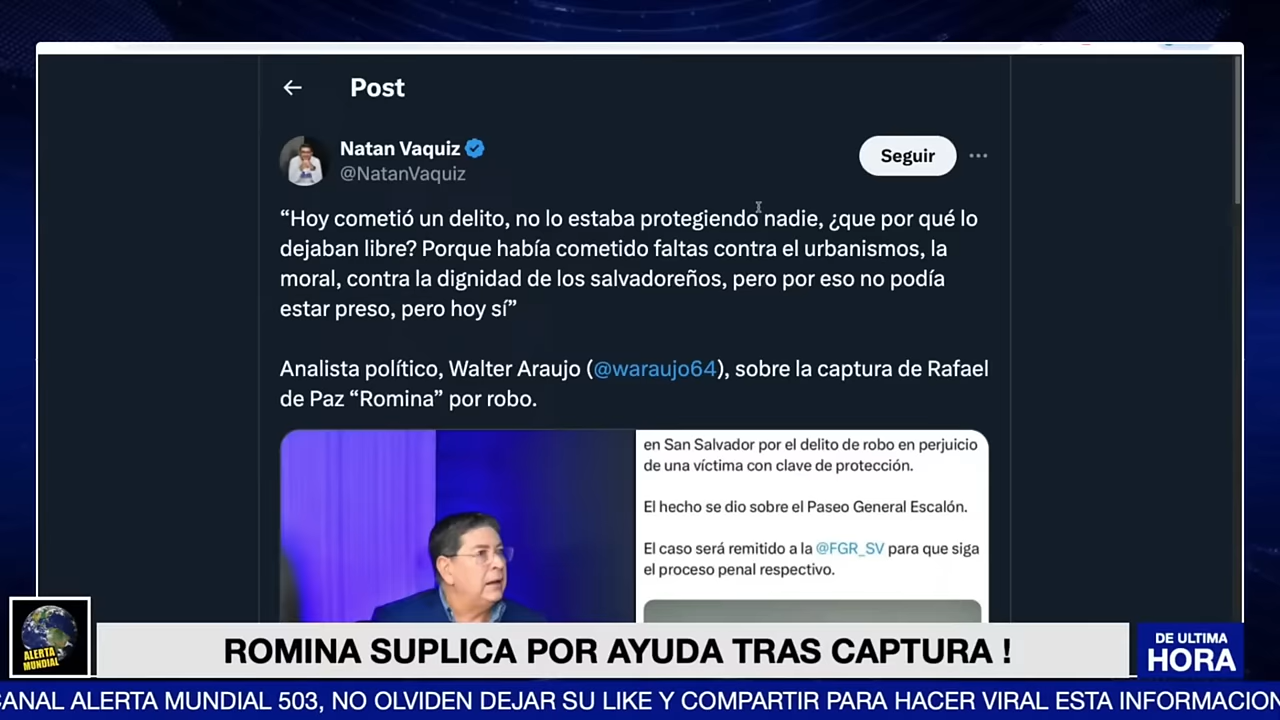 Post
Natan Vaquiz
@NatanVaquiz
Seguir
“Hoy cometió un delito, no lo estaba protegiendo nadie, ¿que por qué lo
dejaban libre? Porque había cometido faltas contra el urbanismos, la
moral, contra la dignidad de los salvadoreños, pero por eso no podía
estar preso, pero hoy sí”
Analista político, Walter Araujo (@waraujo64), sobre la captura de Rafael
de Paz “Romina” por robo.
en San Salvador por el delito de robo en perjuicio
de una víctima con clave de protección.
El hecho se dio sobre el Paseo General Escalón.
El caso será remitido a la @FGR_SV para que siga
el proceso penal respectivo.
ALERTA
MUNDIAL
ROMINA SUPLICA POR AYUDA TRAS CAPTURA !
DE ULTIMA
HORA
CANAL ALERTA MUNDIAL 503, NO OLVIDEN DEJAR SU LIKE Y COMPARTIR PARA HACER VIRAL ESTA INFORMACION